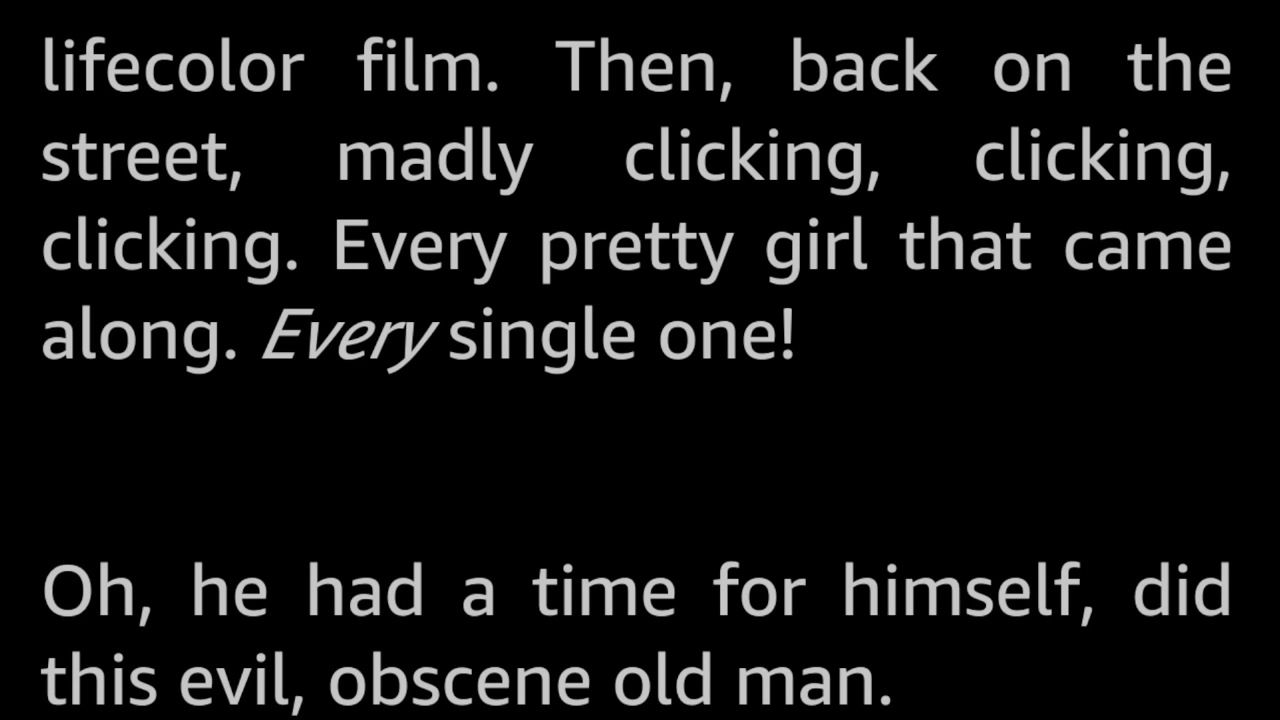 lifecolor film. Then, back on the
street, madly clicking, clicking,
clicking. Every pretty girl that came
along. Every single one!
Oh, he had a time for himself, did
this evil, obscene old man.